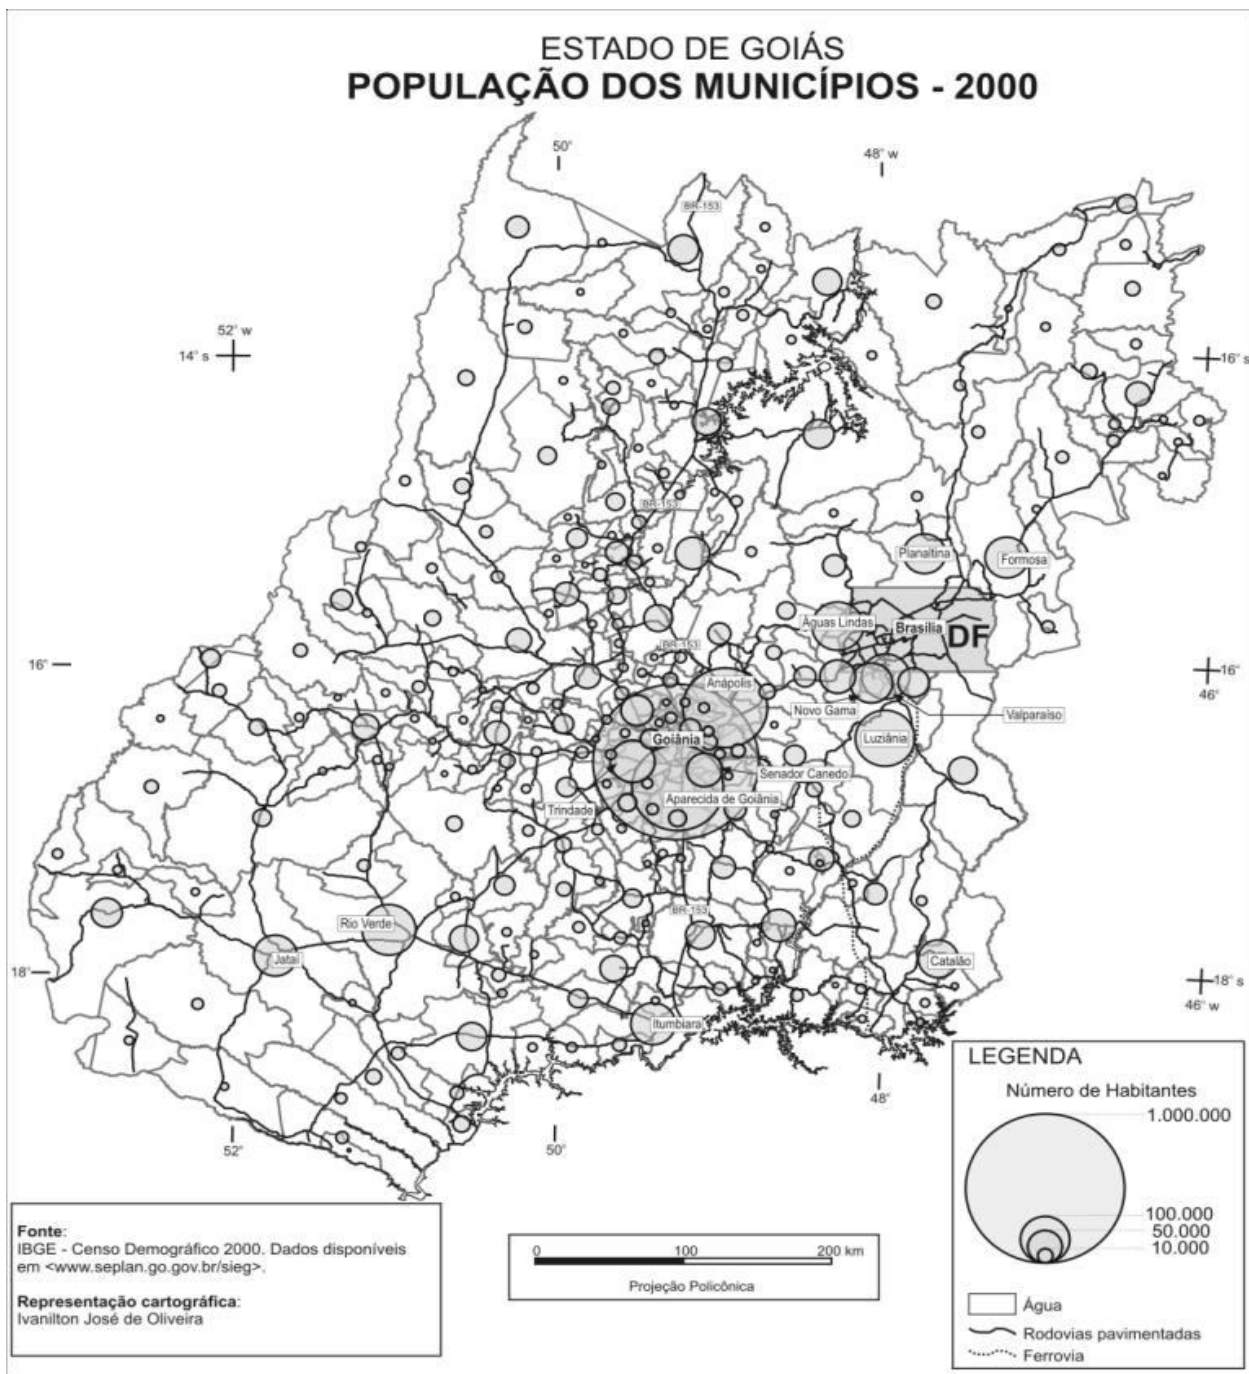 ESTADO DE GOIÁS
POPULAÇÃO DOS MUNICÍPIOS - 2000
50°
48° w
BR-153
52° w
14° s
16° s
BR-153
Planaltina
Formosa
Águas Lindas
Brasília
DF
BR-153
16°
16°
46°
Anápolis
Novo Gama
Valparaíso
Goiânia
Luziânia
Senador Canedo
Aparecida de Goiânia
Trindade
Rio Verde
BR-153
Jataí
Catalão
18°
18° s
46° w
Itumbiara
48°
52°
50°
LEGENDA
Número de Habitantes
1.000.000
100.000
50.000
10.000
Água
Rodovias pavimentadas
Ferrovia
Fonte:
IBGE - Censo Demográfico 2000. Dados disponíveis
em <www.seplan.go.gov.br/sieg>.
Representação cartográfica:
Ivanilton José de Oliveira
0 100 200 km
Projeção Policônica